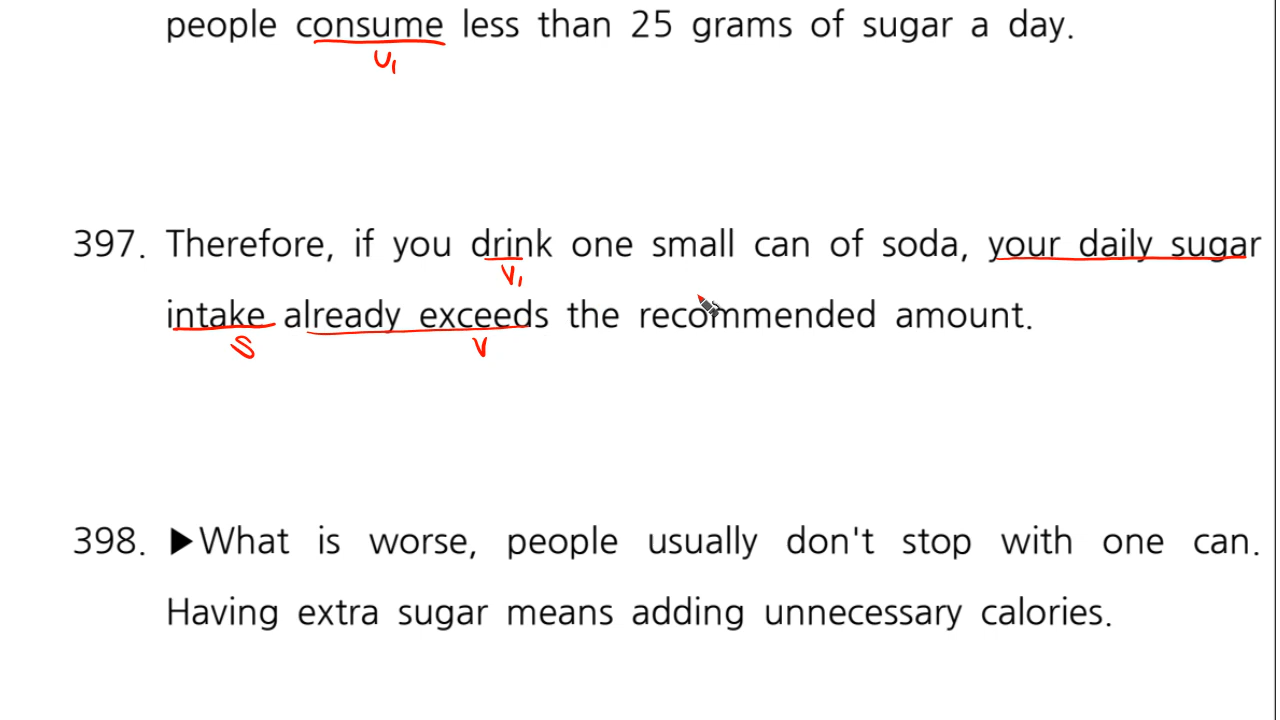 people consume less than 25 grams of sugar a day.
V₁
397. Therefore, if you drink one small can of soda, your daily sugar
V₁
intake already exceeds the recommended amount.
S V
398. ▶What is worse, people usually don't stop with one can.
Having extra sugar means adding unnecessary calories.